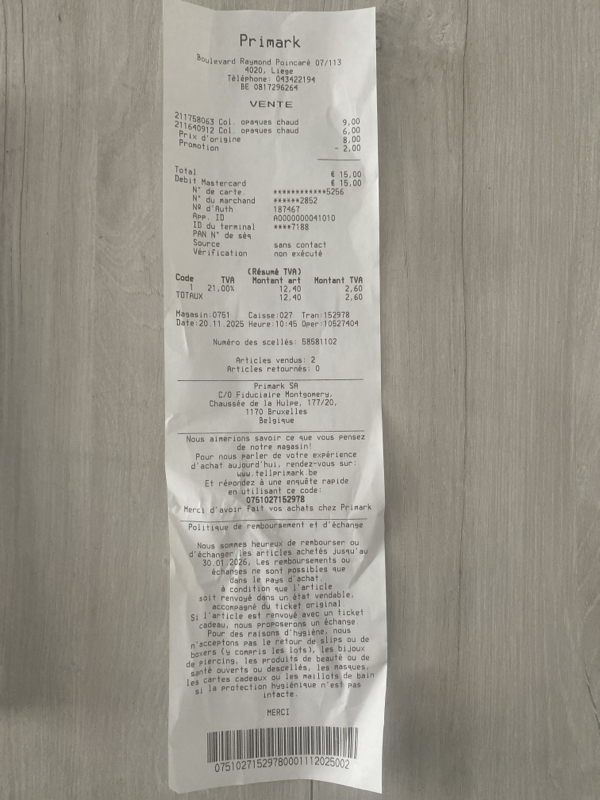 Primark
Boulevard Raymond Poincaré 07/113
4020, Liege
Téléphone: 043422194
BE 0817296264
VENTE
211758063 Col. opaques chaud 9,00
211640912 Col. opaques chaud 6,00
Prix d'origine 8,00
Promotion - 2,00
Total € 15,00
Debit Mastercard € 15,00
N° de carte. ************5256
N° du marchand ******2852
NR d'Auth 187467
App. ID A0000000041010
ID du terminal ****7188
PAN N° de séq
Source sans contact
Vérification non exécuté
(Résumé TVA)
Code TVA Montant art Montant TVA
1 21,00% 12,40 2,60
TOTAUX 12,40 2,60
Magasin:0751 Caisse:027 Tran:152978
Date:20.11.2025 Heure:10:45 Oper:10527404
Numéro des scellés: 58581102
Articles vendus: 2
Articles retournés: 0
Primark SA
C/O Fiduciaire Montgomery,
Chaussée de la Hulpe, 177/20,
1170 Bruxelles
Belgique
Nous aimerions savoir ce que vous pensez
de notre magasin!
Pour nous parler de votre expérience
d'achat aujourd'hui, rendez-vous sur:
www.tellprimark.be
Et répondez à une enquête rapide
en utilisant ce code:
0751027152978
Merci d'avoir fait vos achats chez Primark
Politique de remboursement et d'échange
Nous sommes heureux de rembourser ou
d'échanger les articles achetés jusqu'au
30.01.2026. Les remboursements ou
échanges ne sont possibles que
dans le pays d'achat,
à condition que l'article
soit renvoyé dans un état vendable,
accompagné du ticket original.
Si l'article est renvoyé avec un ticket
cadeau, nous proposerons un échange
Pour des raisons d'hygiène, nous
n'acceptons pas le retour de slips ou de
boxers (y compris les lots), les bijoux
de piercing, les produits de beauté ou de
santé ouverts ou descellés, les masques,
les cartes cadeaux ou les maillots de bain
si la protection hygiénique n'est pas
intacte.
MERCI
07510271529780001112025002